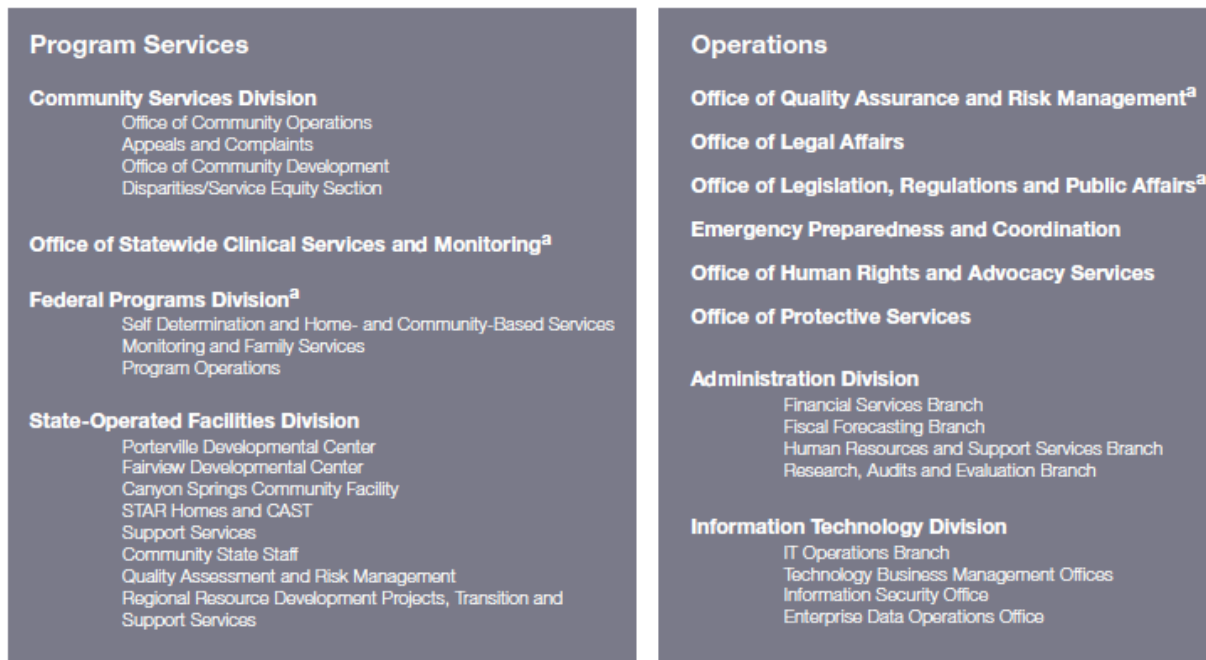 Program Services
Community Services Division
Office of Community Operations
Appeals and Complaints
Office of Community Development
Disparities/Service Equity Section
Office of Statewide Clinical Services and Monitoringa
Federal Programs Divisiona
Self Determination and Home- and Community-Based Services
Monitoring and Family Services
Program Operations
State-Operated Facilities Division
Porterville Developmental Center
Fairview Developmental Center
Canyon Springs Community Facility
STAR Homes and CAST
Support Services
Community State Staff
Quality Assessment and Risk Management
Regional Resource Development Projects, Transition and
Support Services
Operations
Office of Quality Assurance and Risk Managementa
Office of Legal Affairs
Office of Legislation, Regulations and Public Affairsa
Emergency Preparedness and Coordination
Office of Human Rights and Advocacy Services
Office of Protective Services
Administration Division
Financial Services Branch
Fiscal Forecasting Branch
Human Resources and Support Services Branch
Research, Audits and Evaluation Branch
Information Technology Division
IT Operations Branch
Technology Business Management Offices
Information Security Office
Enterprise Data Operations Office